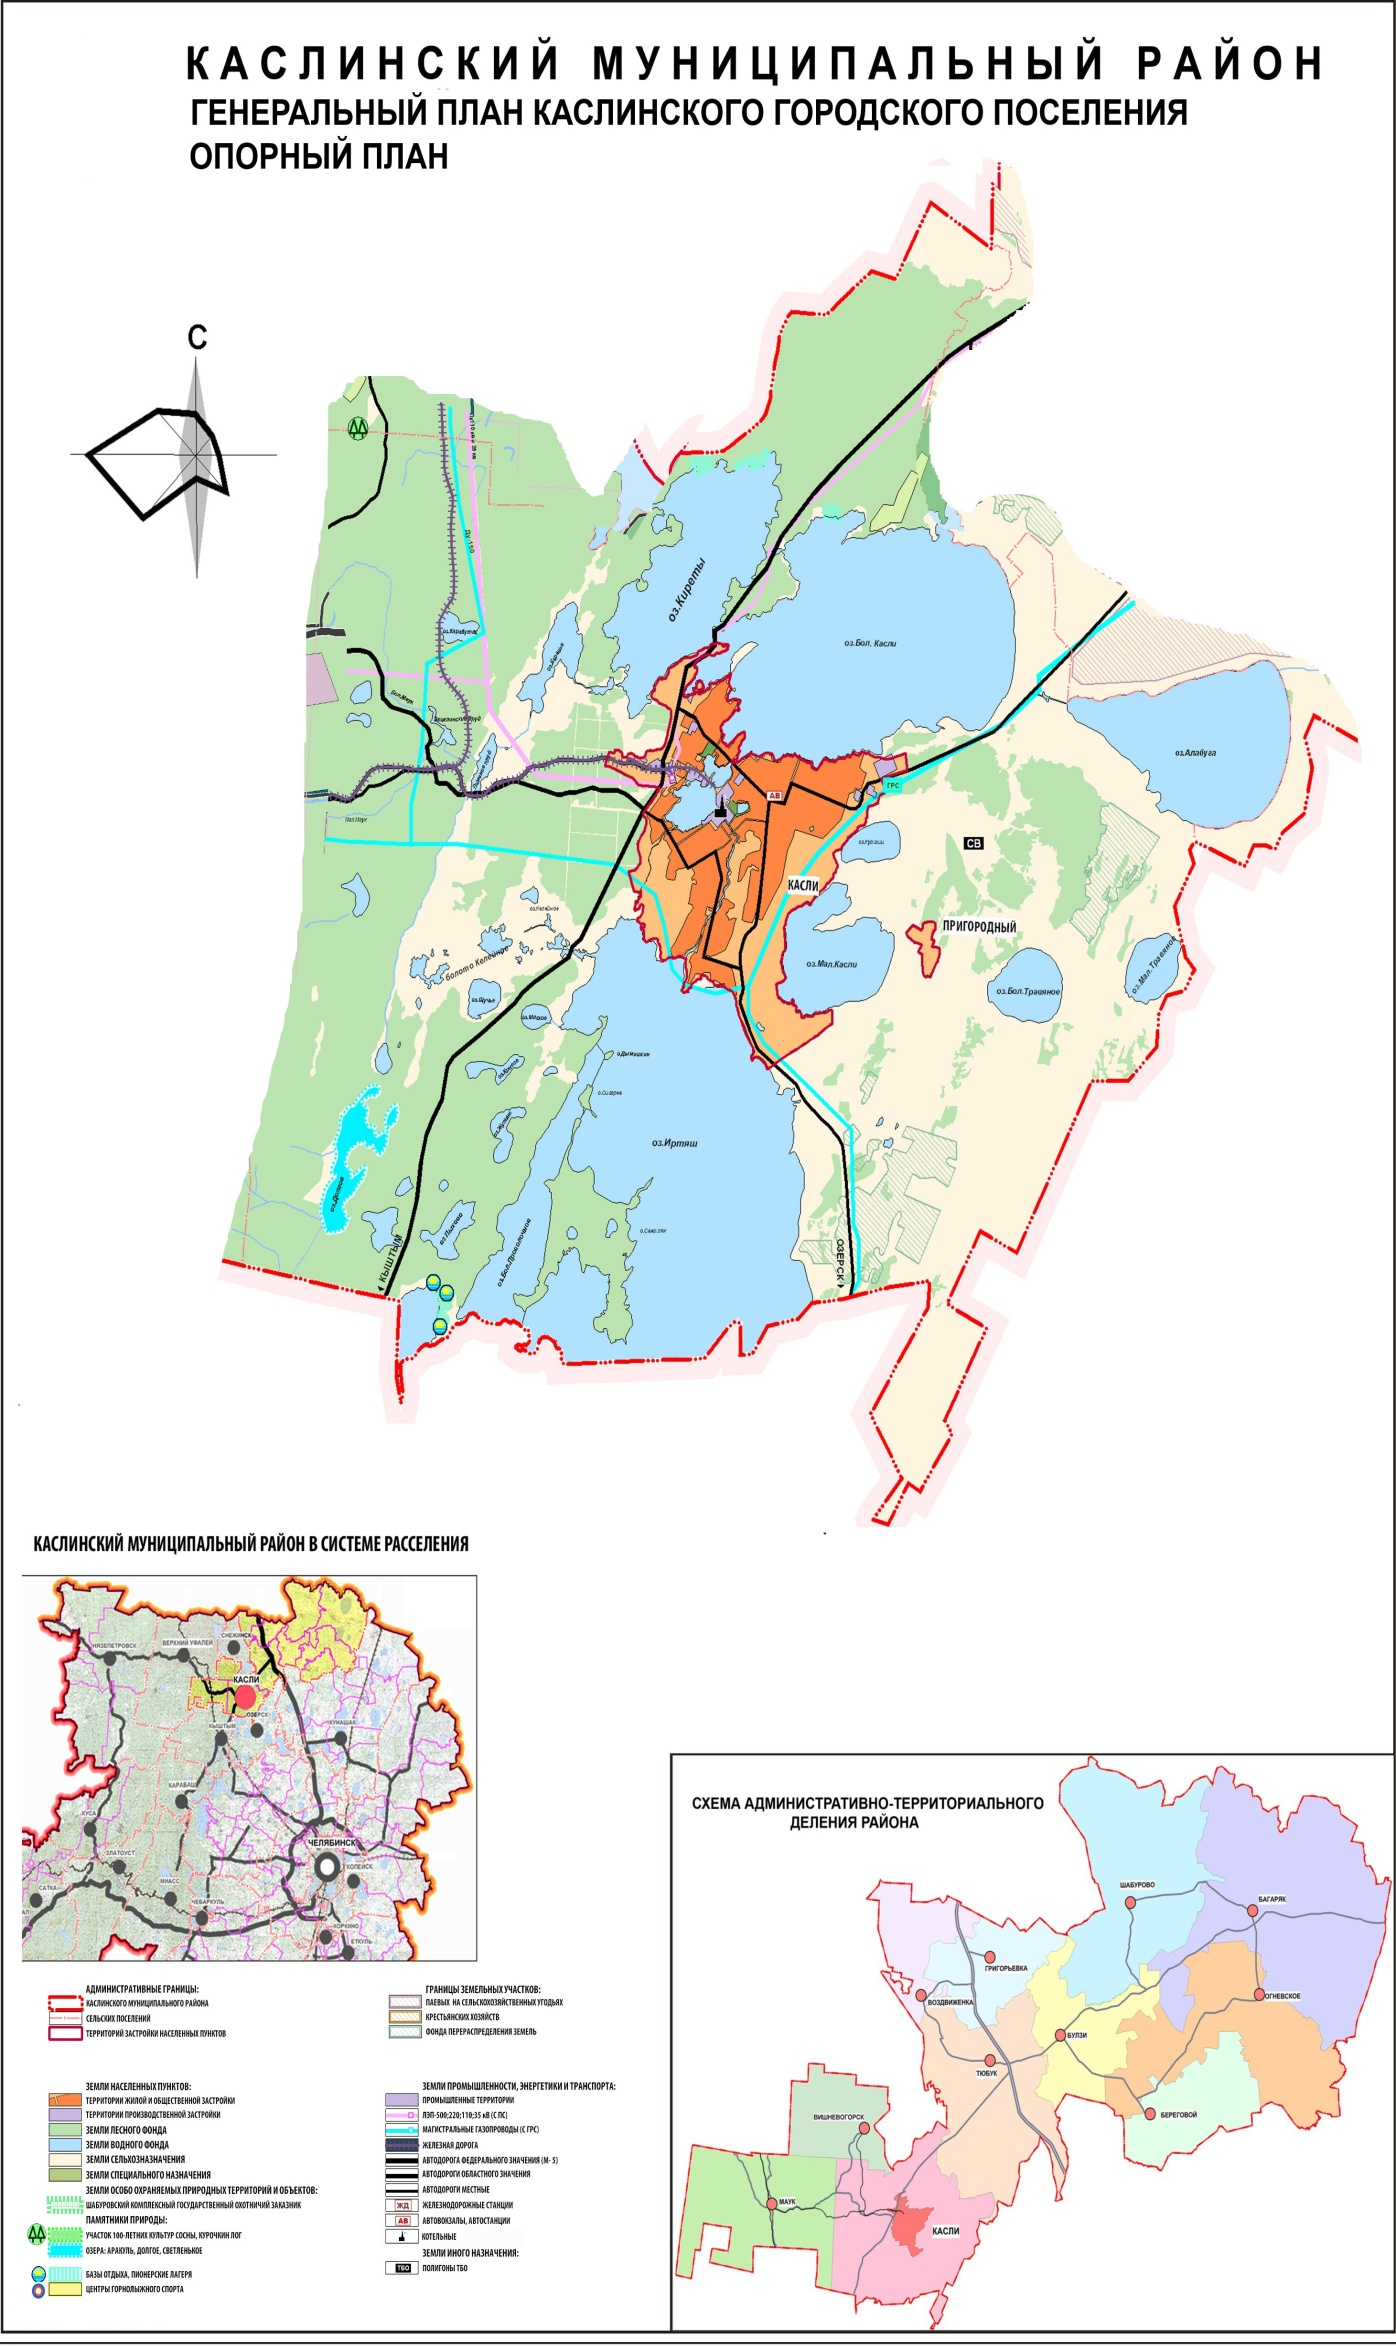 КАСЛИНСКИЙ МУНИЦИПАЛЬНЫЙ РАЙОН
ГЕНЕРАЛЬНЫЙ ПЛАН КАСЛИНСКОГО ГОРОДСКОГО ПОСЕЛЕНИЯ
ОПОРНЫЙ ПЛАН
С
ДУ-150
оз.Киреты
оз.Бол. Касли
оз.Алабуга
АВ
ГРС
СВ
КАСЛИ
ПРИГОРОДНЫЙ
оз.Мал.Касли
оз.Бол.Травяное
оз.Мал.Травяное
болото Келейное
оз.Щучье
оз.Иртяш
оз.Долгое
оз.Бол.Проволочное
КЫШТЫМ
ОЗЕРСК
КАСЛИНСКИЙ МУНИЦИПАЛЬНЫЙ РАЙОН В СИСТЕМЕ РАССЕЛЕНИЯ
НЯЗЕПЕТРОВСК
ВЕРХНИЙ УФАЛЕЙ
СНЕЖИНСК
КАСЛИ
ОЗЕРСК
КЫШТЫМ
КУНАШАК
КАРАБАШ
КУСА
ЗЛАТОУСТ
ЧЕЛЯБИНСК
КОПЕЙСК
МИАСС
САТКА
ЧЕБАРКУЛЬ
КОРКИНО
ЕТКУЛЬ
СХЕМА АДМИНИСТРАТИВНО-ТЕРРИТОРИАЛЬНОГО
ДЕЛЕНИЯ РАЙОНА
ШАБУРОВО
БАГАРЯК
ГРИГОРЬЕВКА
ВОЗДВИЖЕНКА
ОГНЕВСКОЕ
БУЛЗИ
ТЮБУК
БЕРЕГОВОЙ
ВИШНЕВОГОРСК
МАУК
КАСЛИ
АДМИНИСТРАТИВНЫЕ ГРАНИЦЫ:
КАСЛИНСКОГО МУНИЦИПАЛЬНОГО РАЙОНА
СЕЛЬСКИХ ПОСЕЛЕНИЙ
ТЕРРИТОРИЙ ЗАСТРОЙКИ НАСЕЛЕННЫХ ПУНКТОВ
ГРАНИЦЫ ЗЕМЕЛЬНЫХ УЧАСТКОВ:
ПАЕВЫХ НА СЕЛЬСКОХОЗЯЙСТВЕННЫХ УГОДЬЯХ
КРЕСТЬЯНСКИХ ХОЗЯЙСТВ
ФОНДА ПЕРЕРАСПРЕДЕЛЕНИЯ ЗЕМЕЛЬ
ЗЕМЛИ НАСЕЛЕННЫХ ПУНКТОВ:
ТЕРРИТОРИИ ЖИЛОЙ И ОБЩЕСТВЕННОЙ ЗАСТРОЙКИ
ТЕРРИТОРИИ ПРОИЗВОДСТВЕННОЙ ЗАСТРОЙКИ
ЗЕМЛИ ЛЕСНОГО ФОНДА
ЗЕМЛИ ВОДНОГО ФОНДА
ЗЕМЛИ СЕЛЬХОЗНАЗНАЧЕНИЯ
ЗЕМЛИ СПЕЦИАЛЬНОГО НАЗНАЧЕНИЯ
ЗЕМЛИ ОСОБО ОХРАНЯЕМЫХ ПРИРОДНЫХ ТЕРРИТОРИЙ И ОБЪЕКТОВ:
ШАБУРОВСКИЙ КОМПЛЕКСНЫЙ ГОСУДАРСТВЕННЫЙ ОХОТНИЧИЙ ЗАКАЗНИК
ПАМЯТНИКИ ПРИРОДЫ:
УЧАСТОК 100-ЛЕТНИХ КУЛЬТУР СОСНЫ, КУРОЧКИН ЛОГ
ОЗЕРА: АРАКУЛЬ, ДОЛГОЕ, СВЕТЛЕНЬКОЕ
БАЗЫ ОТДЫХА, ПИОНЕРСКИЕ ЛАГЕРЯ
ЦЕНТРЫ ГОРНОЛЫЖНОГО СПОРТА
ЗЕМЛИ ПРОМЫШЛЕННОСТИ, ЭНЕРГЕТИКИ И ТРАНСПОРТА:
ПРОМЫШЛЕННЫЕ ТЕРРИТОРИИ
ЛЭП-500;220;110;35 кВ (С ПС)
МАГИСТРАЛЬНЫЕ ГАЗОПРОВОДЫ (С ГРС)
ЖЕЛЕЗНАЯ ДОРОГА
АВТОДОРОГА ФЕДЕРАЛЬНОГО ЗНАЧЕНИЯ (М- 5)
АВТОДОРОГИ ОБЛАСТНОГО ЗНАЧЕНИЯ
АВТОДОРОГИ МЕСТНЫЕ
ЖД ЖЕЛЕЗНОДОРОЖНЫЕ СТАНЦИИ
АВ АВТОВОКЗАЛЫ, АВТОСТАНЦИИ
КОТЕЛЬНЫЕ
ЗЕМЛИ ИНОГО НАЗНАЧЕНИЯ:
ТБО ПОЛИГОНЫ ТБО